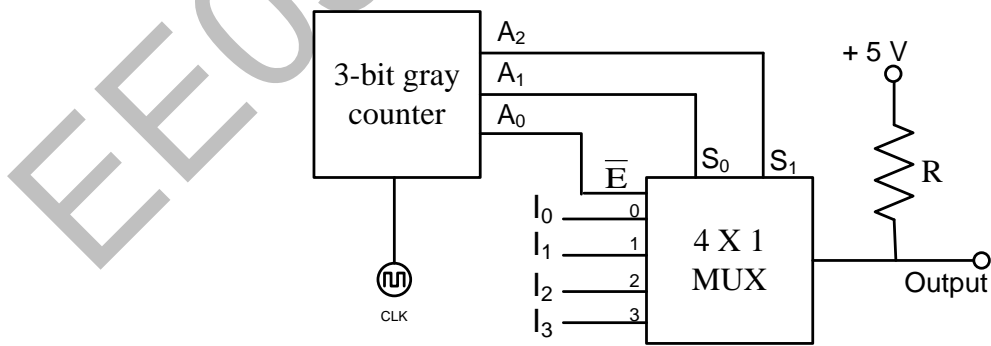 EE0
3-bit gray
counter
A₂
A₁
A₀
CLK
E̅
S₀
S₁
I₀
I₁
I₂
I₃
0
1
2
3
4 X 1
MUX
+ 5 V
R
Output